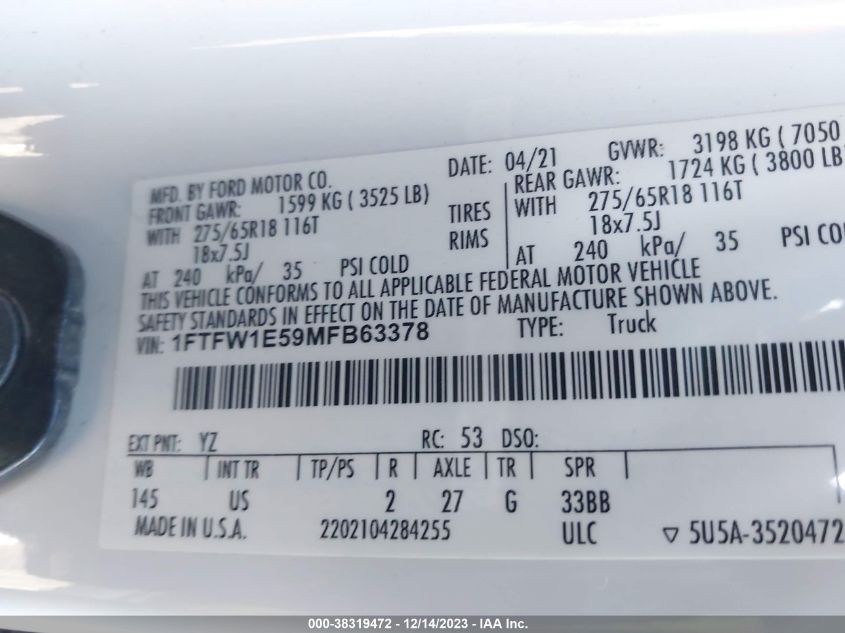 MFD. BY FORD MOTOR CO. DATE: 04/21 GVWR: 3198 KG ( 7050
FRONT GAWR: 1599 KG ( 3525 LB) REAR GAWR: 1724 KG ( 3800 LB
WITH 275/65R18 116T TIRES WITH 275/65R18 116T
18x7.5J RIMS 18x7.5J
AT 240 kPa/ 35 PSI COLD AT 240 kPa/ 35 PSI CO
THIS VEHICLE CONFORMS TO ALL APPLICABLE FEDERAL MOTOR VEHICLE
SAFETY STANDARDS IN EFFECT ON THE DATE OF MANUFACTURE SHOWN ABOVE.
VIN: 1FTFW1E59MFB63378 TYPE: Truck
EXT PNT: YZ RC: 53 DSO:
WB INT TR TP/PS R AXLE TR SPR
145 US 2 27 G 33BB
MADE IN U.S.A. 2202104284255 ULC ▽ 5U5A-3520472
000-38319472 - 12/14/2023 - IAAI Inc.